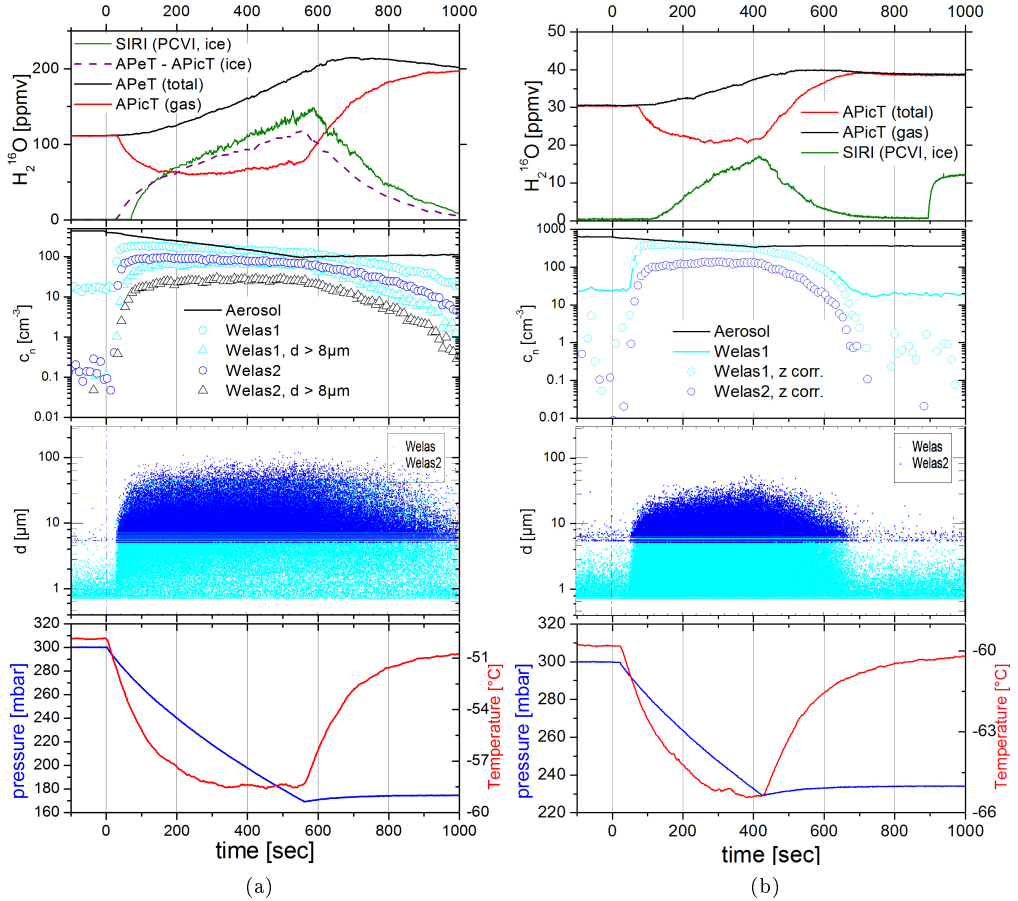 0 200 400 600 800 1000
SIRI (PCVI, ice)
APeT - APicT (ice)
APeT (total)
APicT (gas)
H₂¹⁶O [ppmv]
200
100
0
100
10
1
0.1
0.01
cₙ [cm⁻³]
Aerosol
Welas1
Welas1, d > 8µm
Welas2
Welas2, d > 8µm
Welas
Welas2
d [µm]
100
10
1
320
300
280
260
240
220
200
180
160
pressure [mbar]
-51
-54
-57
-60
Temperature [°C]
0 200 400 600 800 1000
time [sec]
(a)
0 200 400 600 800 1000
50
40
30
20
10
0
H₂¹⁶O [ppmv]
APicT (total)
APicT (gas)
SIRI (PCVI, ice)
1000
100
10
1
0.1
0.01
cₙ [cm⁻³]
Aerosol
Welas1
Welas1, z corr.
Welas2, z corr.
Welas
Welas2
d [µm]
100
10
1
320
300
280
260
240
220
pressure [mbar]
-60
-63
-66
Temperature [°C]
0 200 400 600 800 1000
time [sec]
(b)